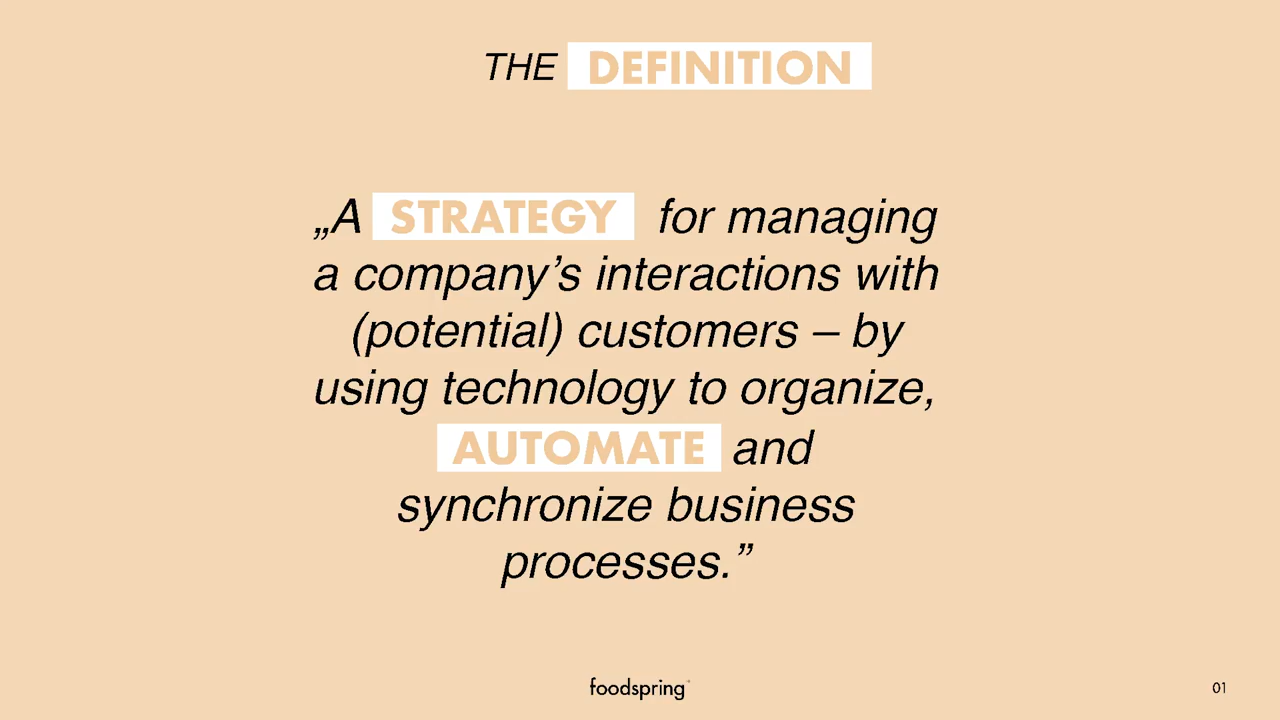 THE DEFINITION
„A STRATEGY for managing
a company’s interactions with
(potential) customers – by
using technology to organize,
AUTOMATE and
synchronize business
processes.”
foodspring
01